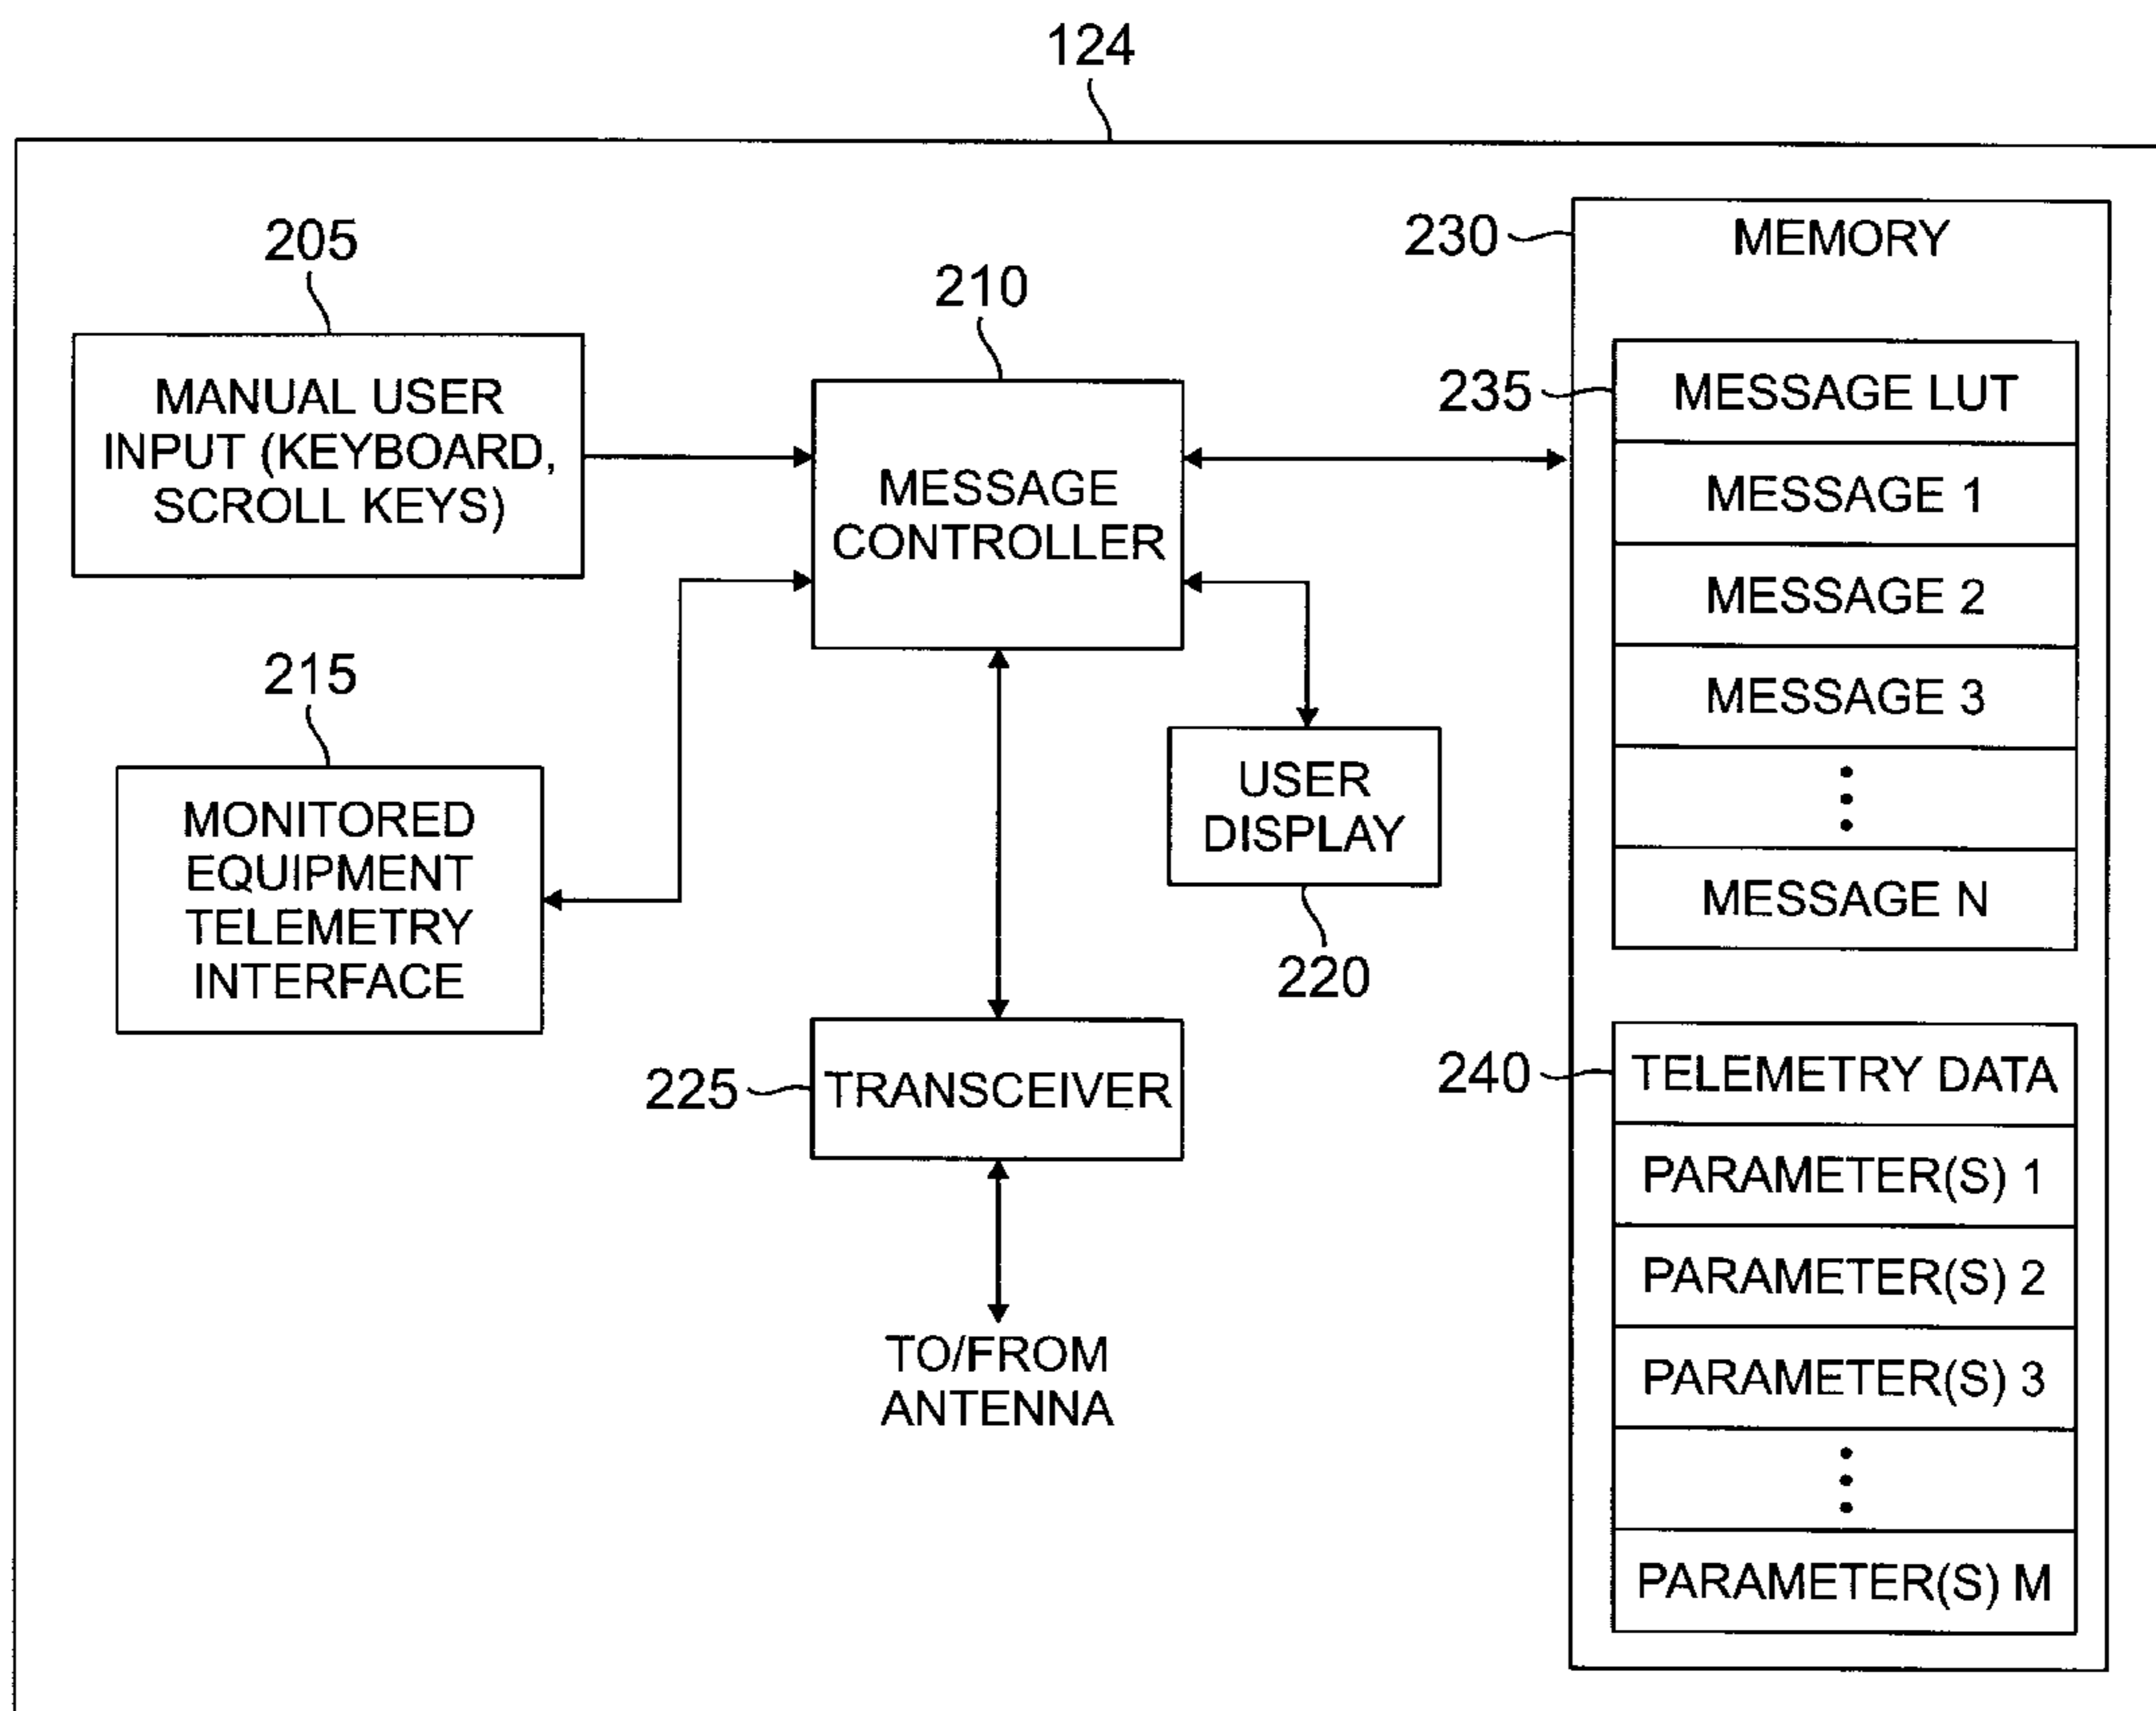 124
205
MANUAL USER
INPUT (KEYBOARD,
SCROLL KEYS)
210
MESSAGE
CONTROLLER
215
MONITORED
EQUIPMENT
TELEMETRY
INTERFACE
USER
DISPLAY
220
225
TRANSCEIVER
TO/FROM
ANTENNA
230
MEMORY
235
MESSAGE LUT
MESSAGE 1
MESSAGE 2
MESSAGE 3
MESSAGE N
240
TELEMETRY DATA
PARAMETER(S) 1
PARAMETER(S) 2
PARAMETER(S) 3
PARAMETER(S) M